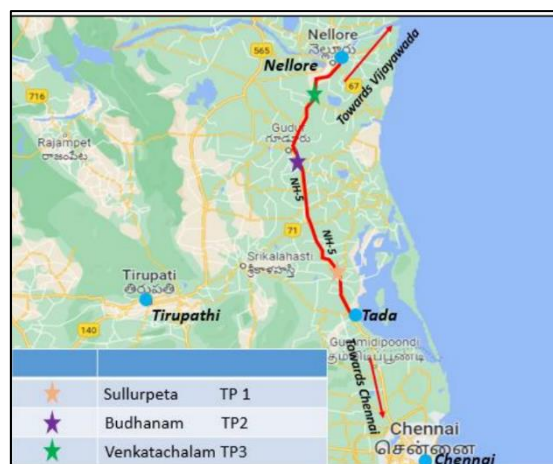 Nellore
నెల్లూరు
Nellore
565
67
Towards Vijayawada
716
Rajampet
రాజంపేట
Gudur
గూడూరు
NH-5
71
NH-5
Srikalahasti
శ్రీకాళహస్తి
Tirupati
తిరుపతి
Tirupathi
Tada
140
Gummidipoondi
கும்மிடிப்பூண்டி
Towards Chennai
Sullurpeta TP 1
Budhanam TP2
Venkatachalam TP3
Chennai
சென்னை
Chennai